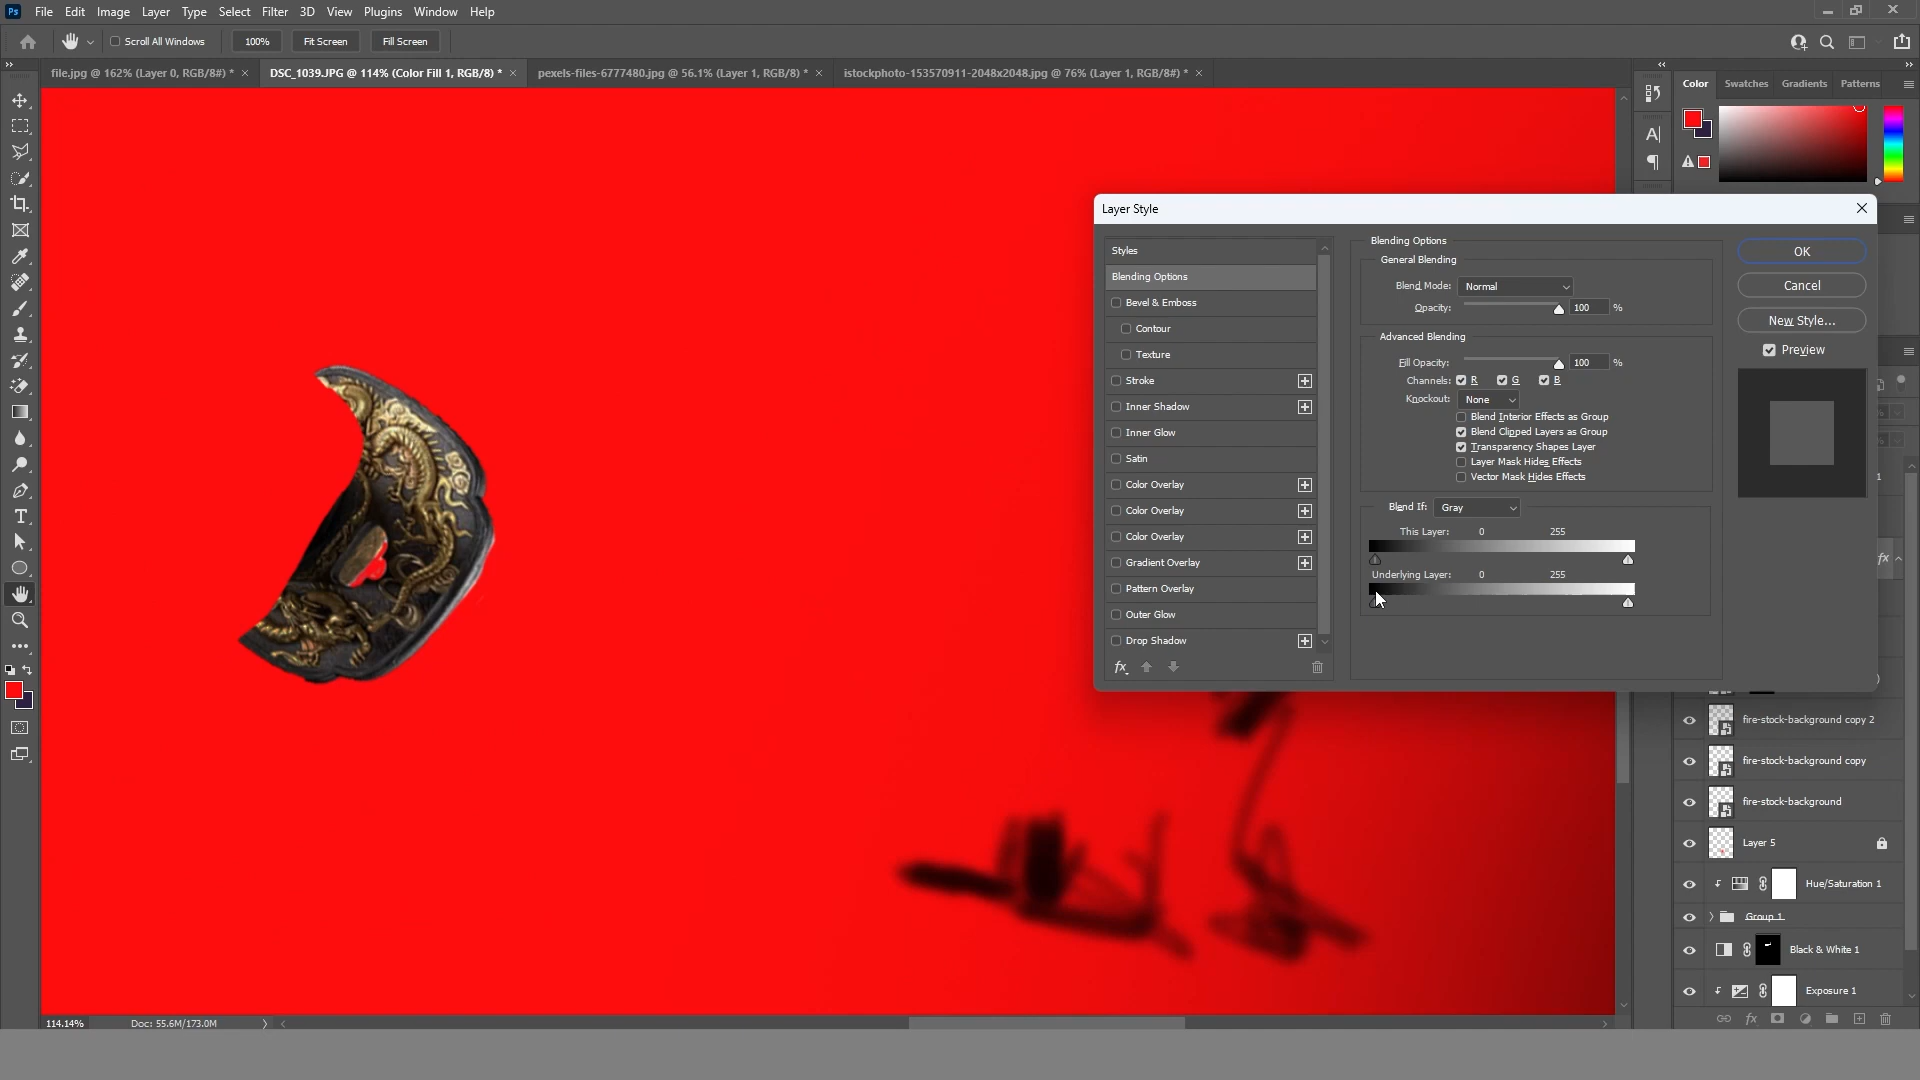 Ps File Edit Image Layer Type Select Filter 3D View Plugins Window Help
Scroll All Windows 100% Fit Screen Fill Screen
file.jpg @ 162% (Layer 0, RGB/8#) * × DSC_1039.JPG @ 114% (Color Fill 1, RGB/8) * × pexels-files-6777480.jpg @ 56.1% (Layer 1, RGB/8) * × istockphoto-153570911-2048x2048.jpg @ 76% (Layer 1, RGB/8#) * ×
Color Swatches Gradients Patterns
Layer Style
Styles
Blending Options
Bevel & Emboss
Contour
Texture
Stroke
Inner Shadow
Inner Glow
Satin
Color Overlay
Color Overlay
Color Overlay
Gradient Overlay
Pattern Overlay
Outer Glow
Drop Shadow
fx
Blending Options
General Blending
Blend Mode: Normal
Opacity: 100 %
Advanced Blending
Fill Opacity: 100 %
Channels: R G B
Knockout: None
Blend Interior Effects as Group
Blend Clipped Layers as Group
Transparency Shapes Layer
Layer Mask Hides Effects
Vector Mask Hides Effects
Blend If: Gray
This Layer: 0 255
Underlying Layer: 0 255
OK
Cancel
New Style...
Preview
1
fx
fire-stock-background copy 2
fire-stock-background copy
fire-stock-background
Layer 5
Hue/Saturation 1
Group 1
Black & White 1
Exposure 1
fx
114.14% Doc: 55.6M/173.0M